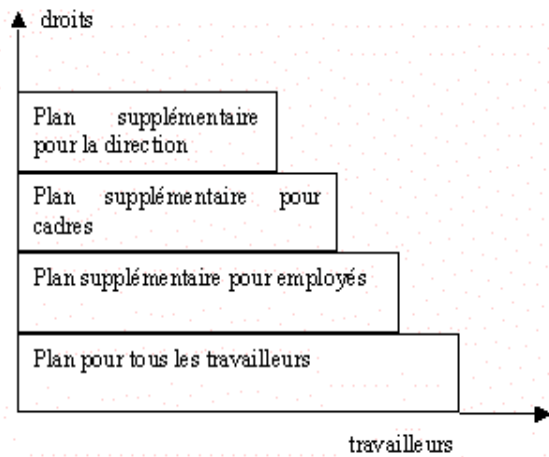 droits
Plan supplémentaire
pour la direction
Plan supplémentaire pour
cadres
Plan supplémentaire pour employés
Plan pour tous les travailleurs
travailleurs